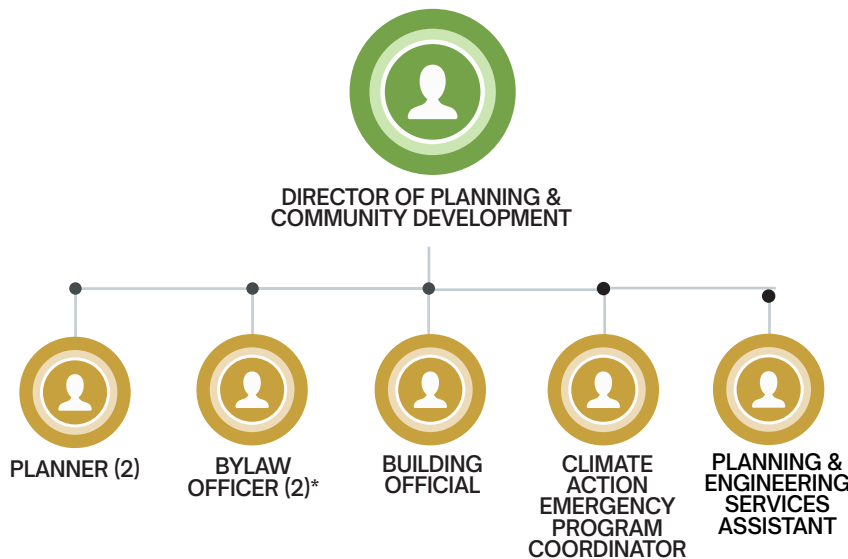 DIRECTOR OF PLANNING &
COMMUNITY DEVELOPMENT
PLANNER (2)
BYLAW
OFFICER (2)*
BUILDING
OFFICIAL
CLIMATE
ACTION
EMERGENCY
PROGRAM
COORDINATOR
PLANNING &
ENGINEERING
SERVICES
ASSISTANT